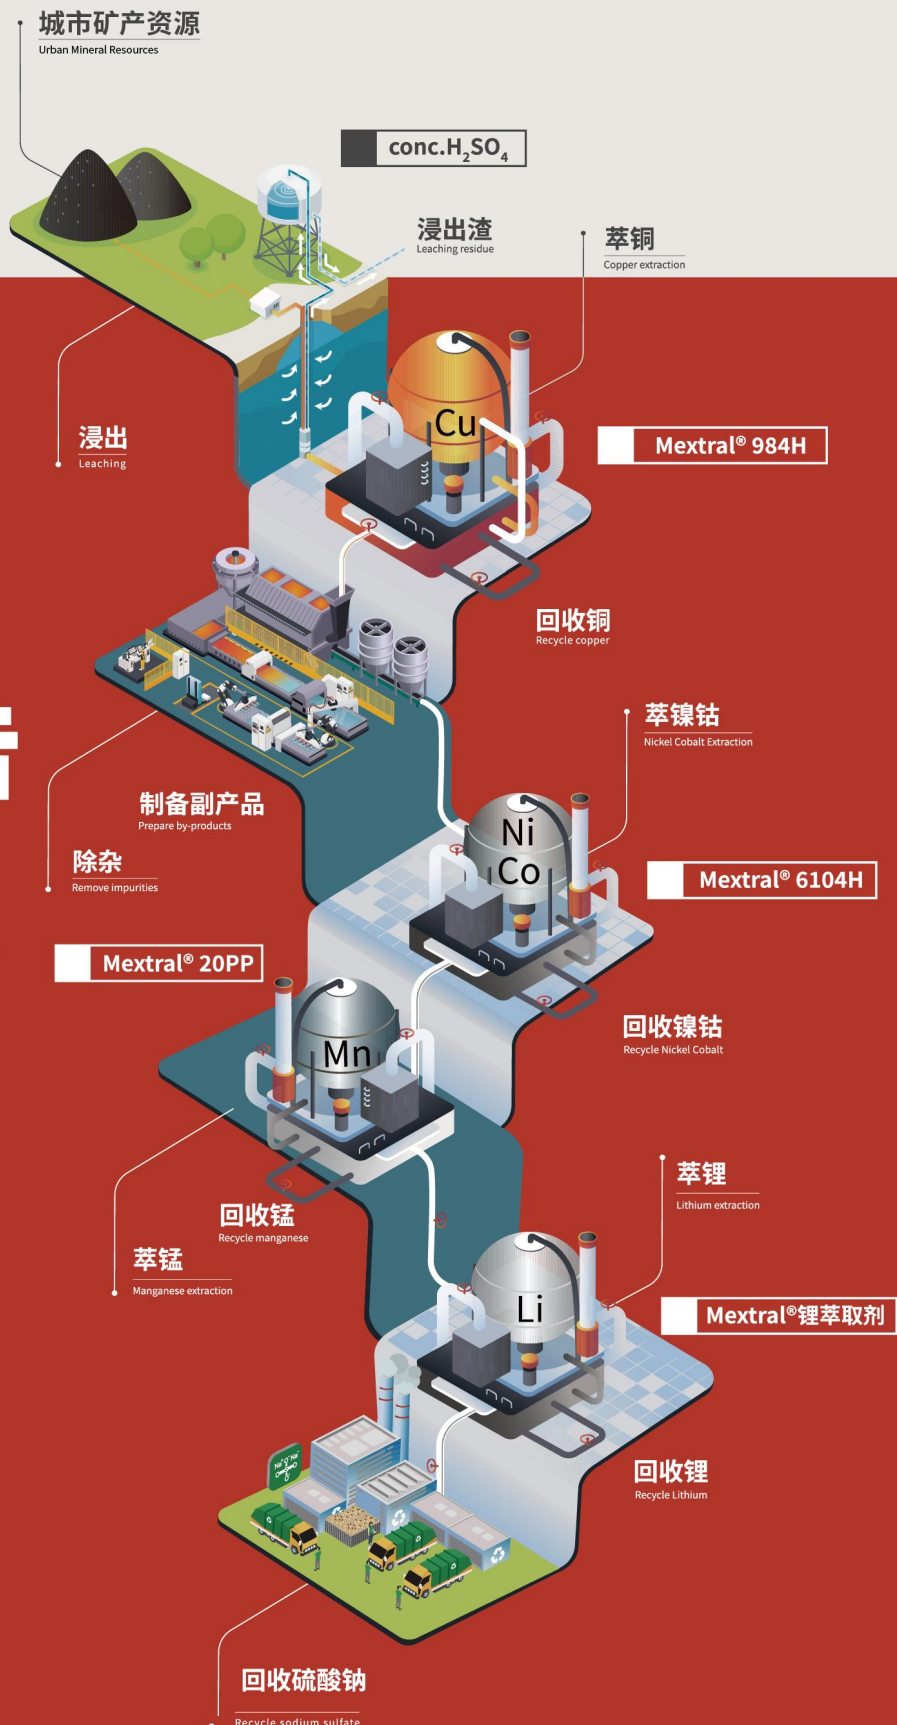 城市矿产资源
Urban Mineral Resources
conc.H₂SO₄
浸出渣
Leaching residue
萃铜
Copper extraction
Cu
浸出
Leaching
Mextral® 984H
回收铜
Recycle copper
萃镍钴
Nickel Cobalt Extraction
制备副产品
Prepare by-products
Ni
Co
除杂
Remove impurities
Mextral® 6104H
Mextral® 20PP
回收镍钴
Recycle Nickel Cobalt
Mn
萃锂
Lithium extraction
回收锰
Recycle manganese
萃锰
Manganese extraction
Li
Mextral®锂萃取剂
回收锂
Recycle Lithium
回收硫酸钠
Recycle sodium sulfate